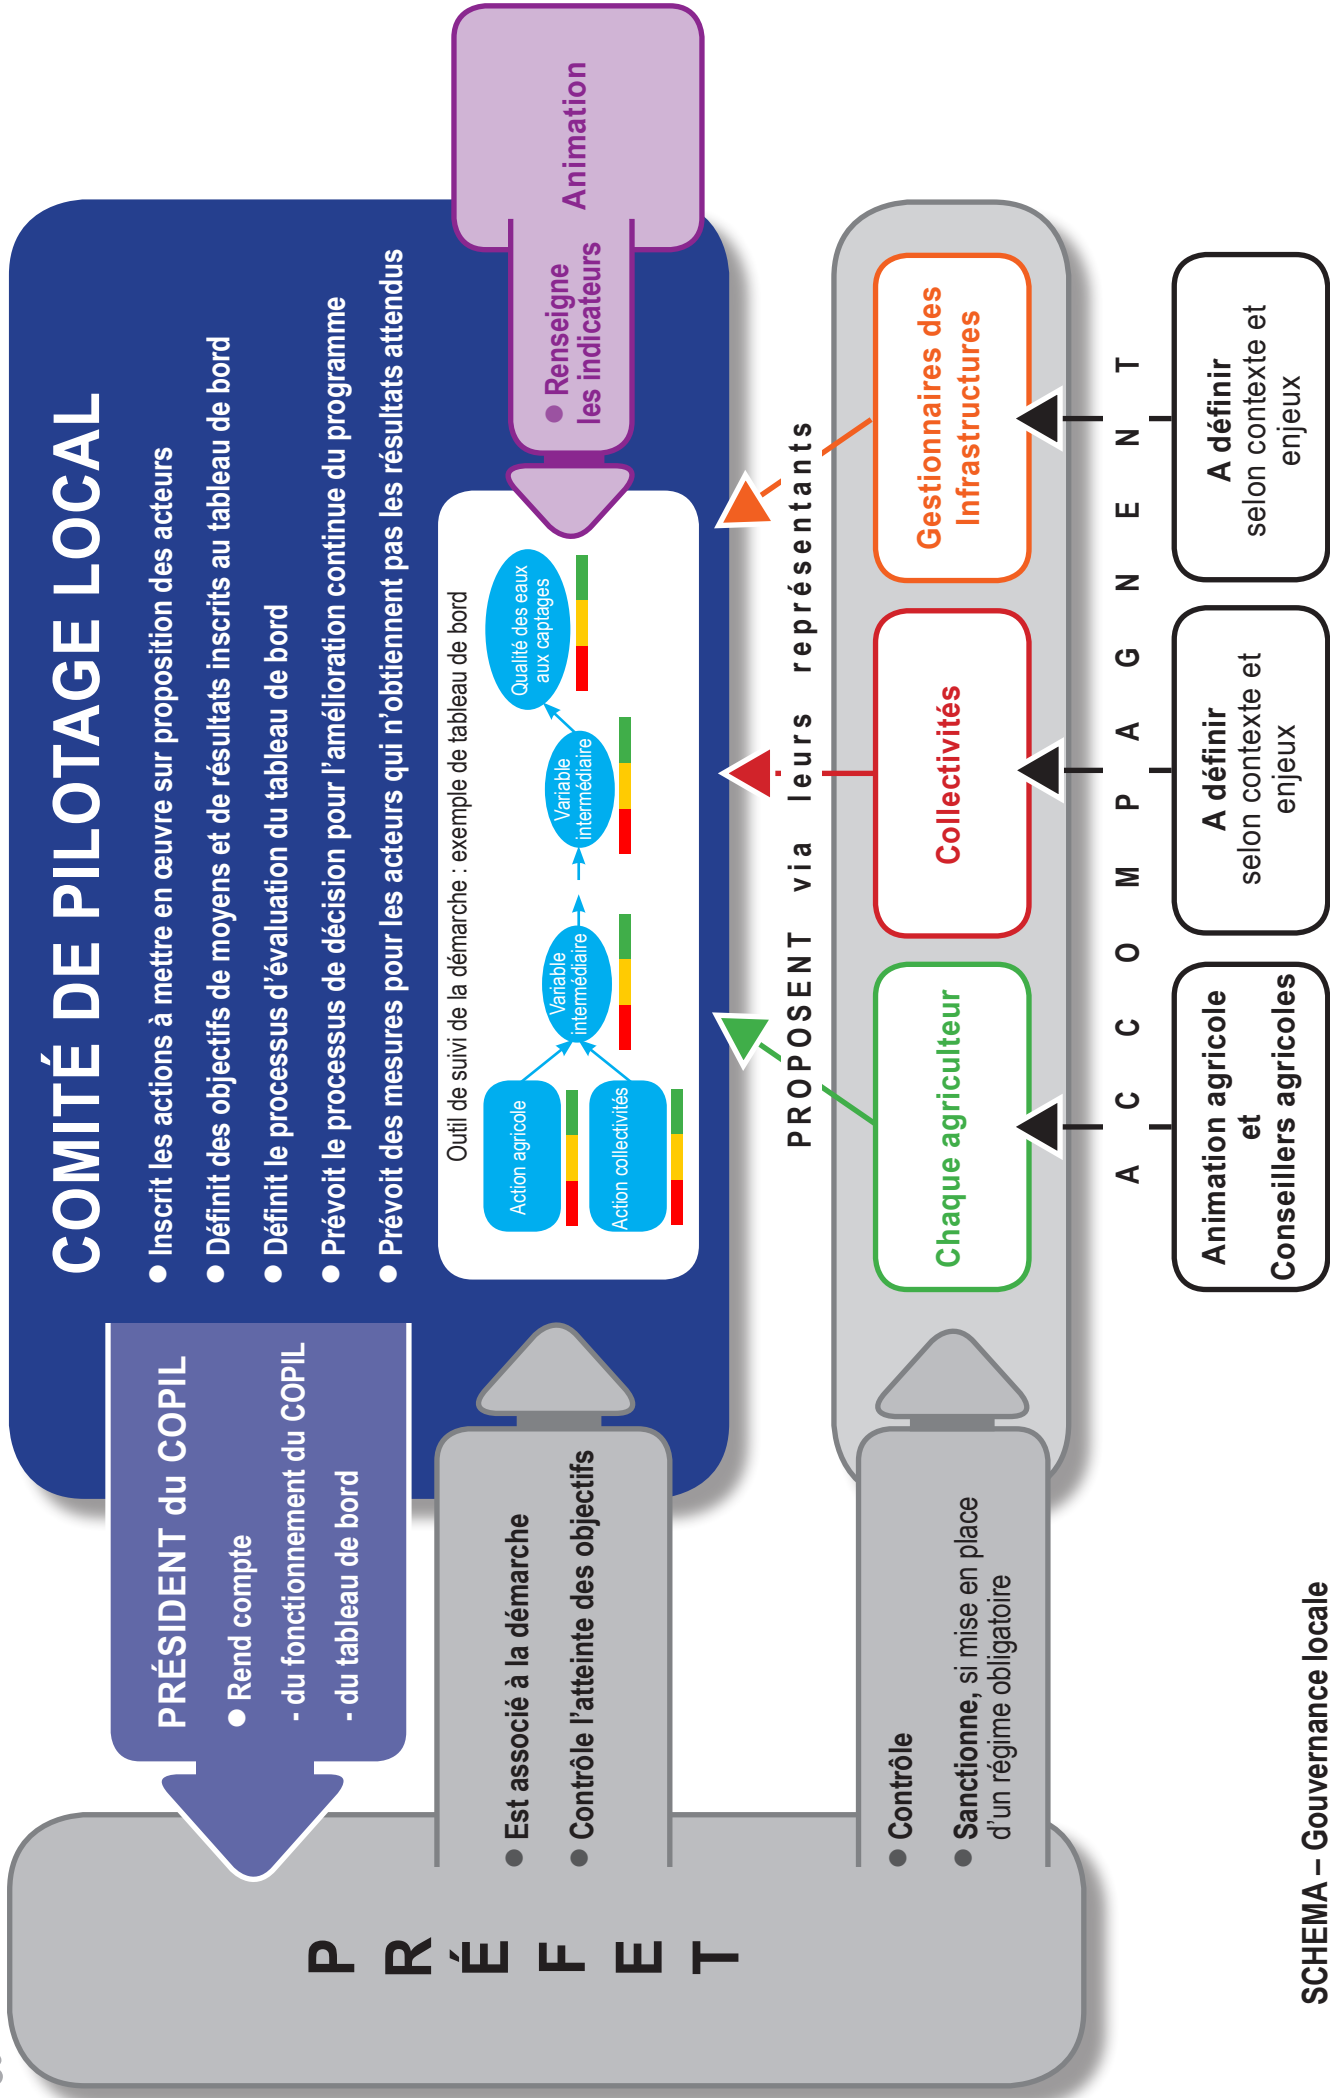 COMITÉ DE PILOTAGE LOCAL
● Inscrit les actions à mettre en œuvre sur proposition des acteurs
● Définit des objectifs de moyens et de résultats inscrits au tableau de bord
● Définit le processus d'évaluation du tableau de bord
● Prévoit le processus de décision pour l'amélioration continue du programme
● Prévoit des mesures pour les acteurs qui n'obtiennent pas les résultats attendus
PRÉSIDENT du COPIL
● Rend compte
- du fonctionnement du COPIL
- du tableau de bord
PRÉFET
● Est associé à la démarche
● Contrôle l'atteinte des objectifs
● Contrôle
● Sanctionne, si mise en place
d'un régime obligatoire
Outil de suivi de la démarche : exemple de tableau de bord
Action agricole
Action collectivités
Variable
intermédiaire
Variable
intermédiaire
Qualité des eaux
aux captages
● Renseigne
les indicateurs
Animation
PROPOSENT via leurs représentants
Chaque agriculteur
Collectivités
Gestionnaires des
Infrastructures
ACCOMPAGNENT
Animation agricole
et
Conseillers agricoles
A définir
selon contexte et
enjeux
A définir
selon contexte et
enjeux
SCHEMA – Gouvernance locale